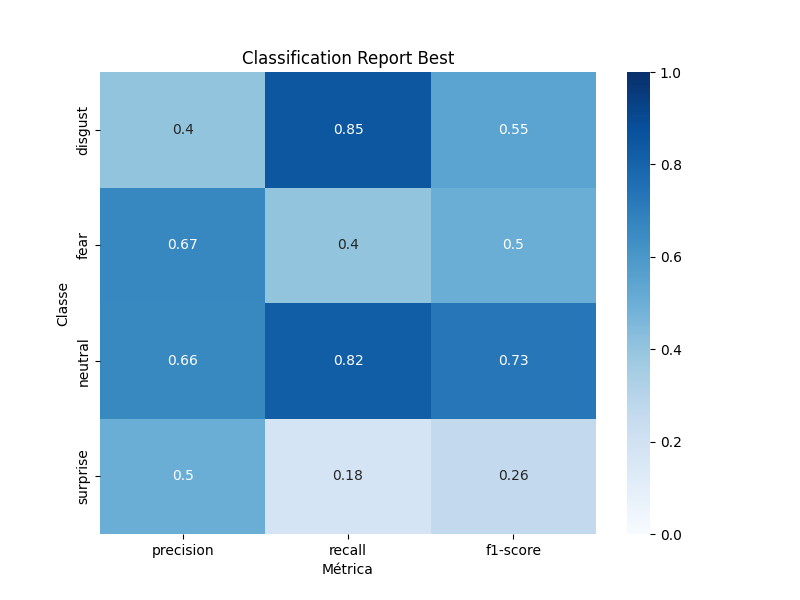 Classification Report Best
Classe
disgust 0.4 0.85 0.55
fear 0.67 0.4 0.5
neutral 0.66 0.82 0.73
surprise 0.5 0.18 0.26
precision recall f1-score
Métrica
1.0
0.8
0.6
0.4
0.2
0.0